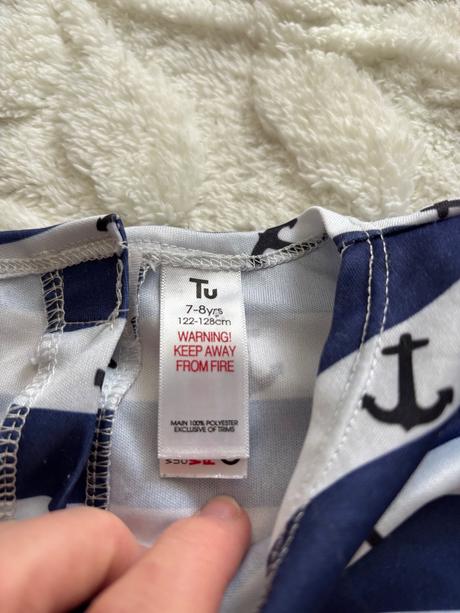 Tu
7-8yrs
122-128cm
WARNING!
KEEP AWAY
FROM FIRE
MAIN 100% POLYESTER
EXCLUSIVE OF TRIMS